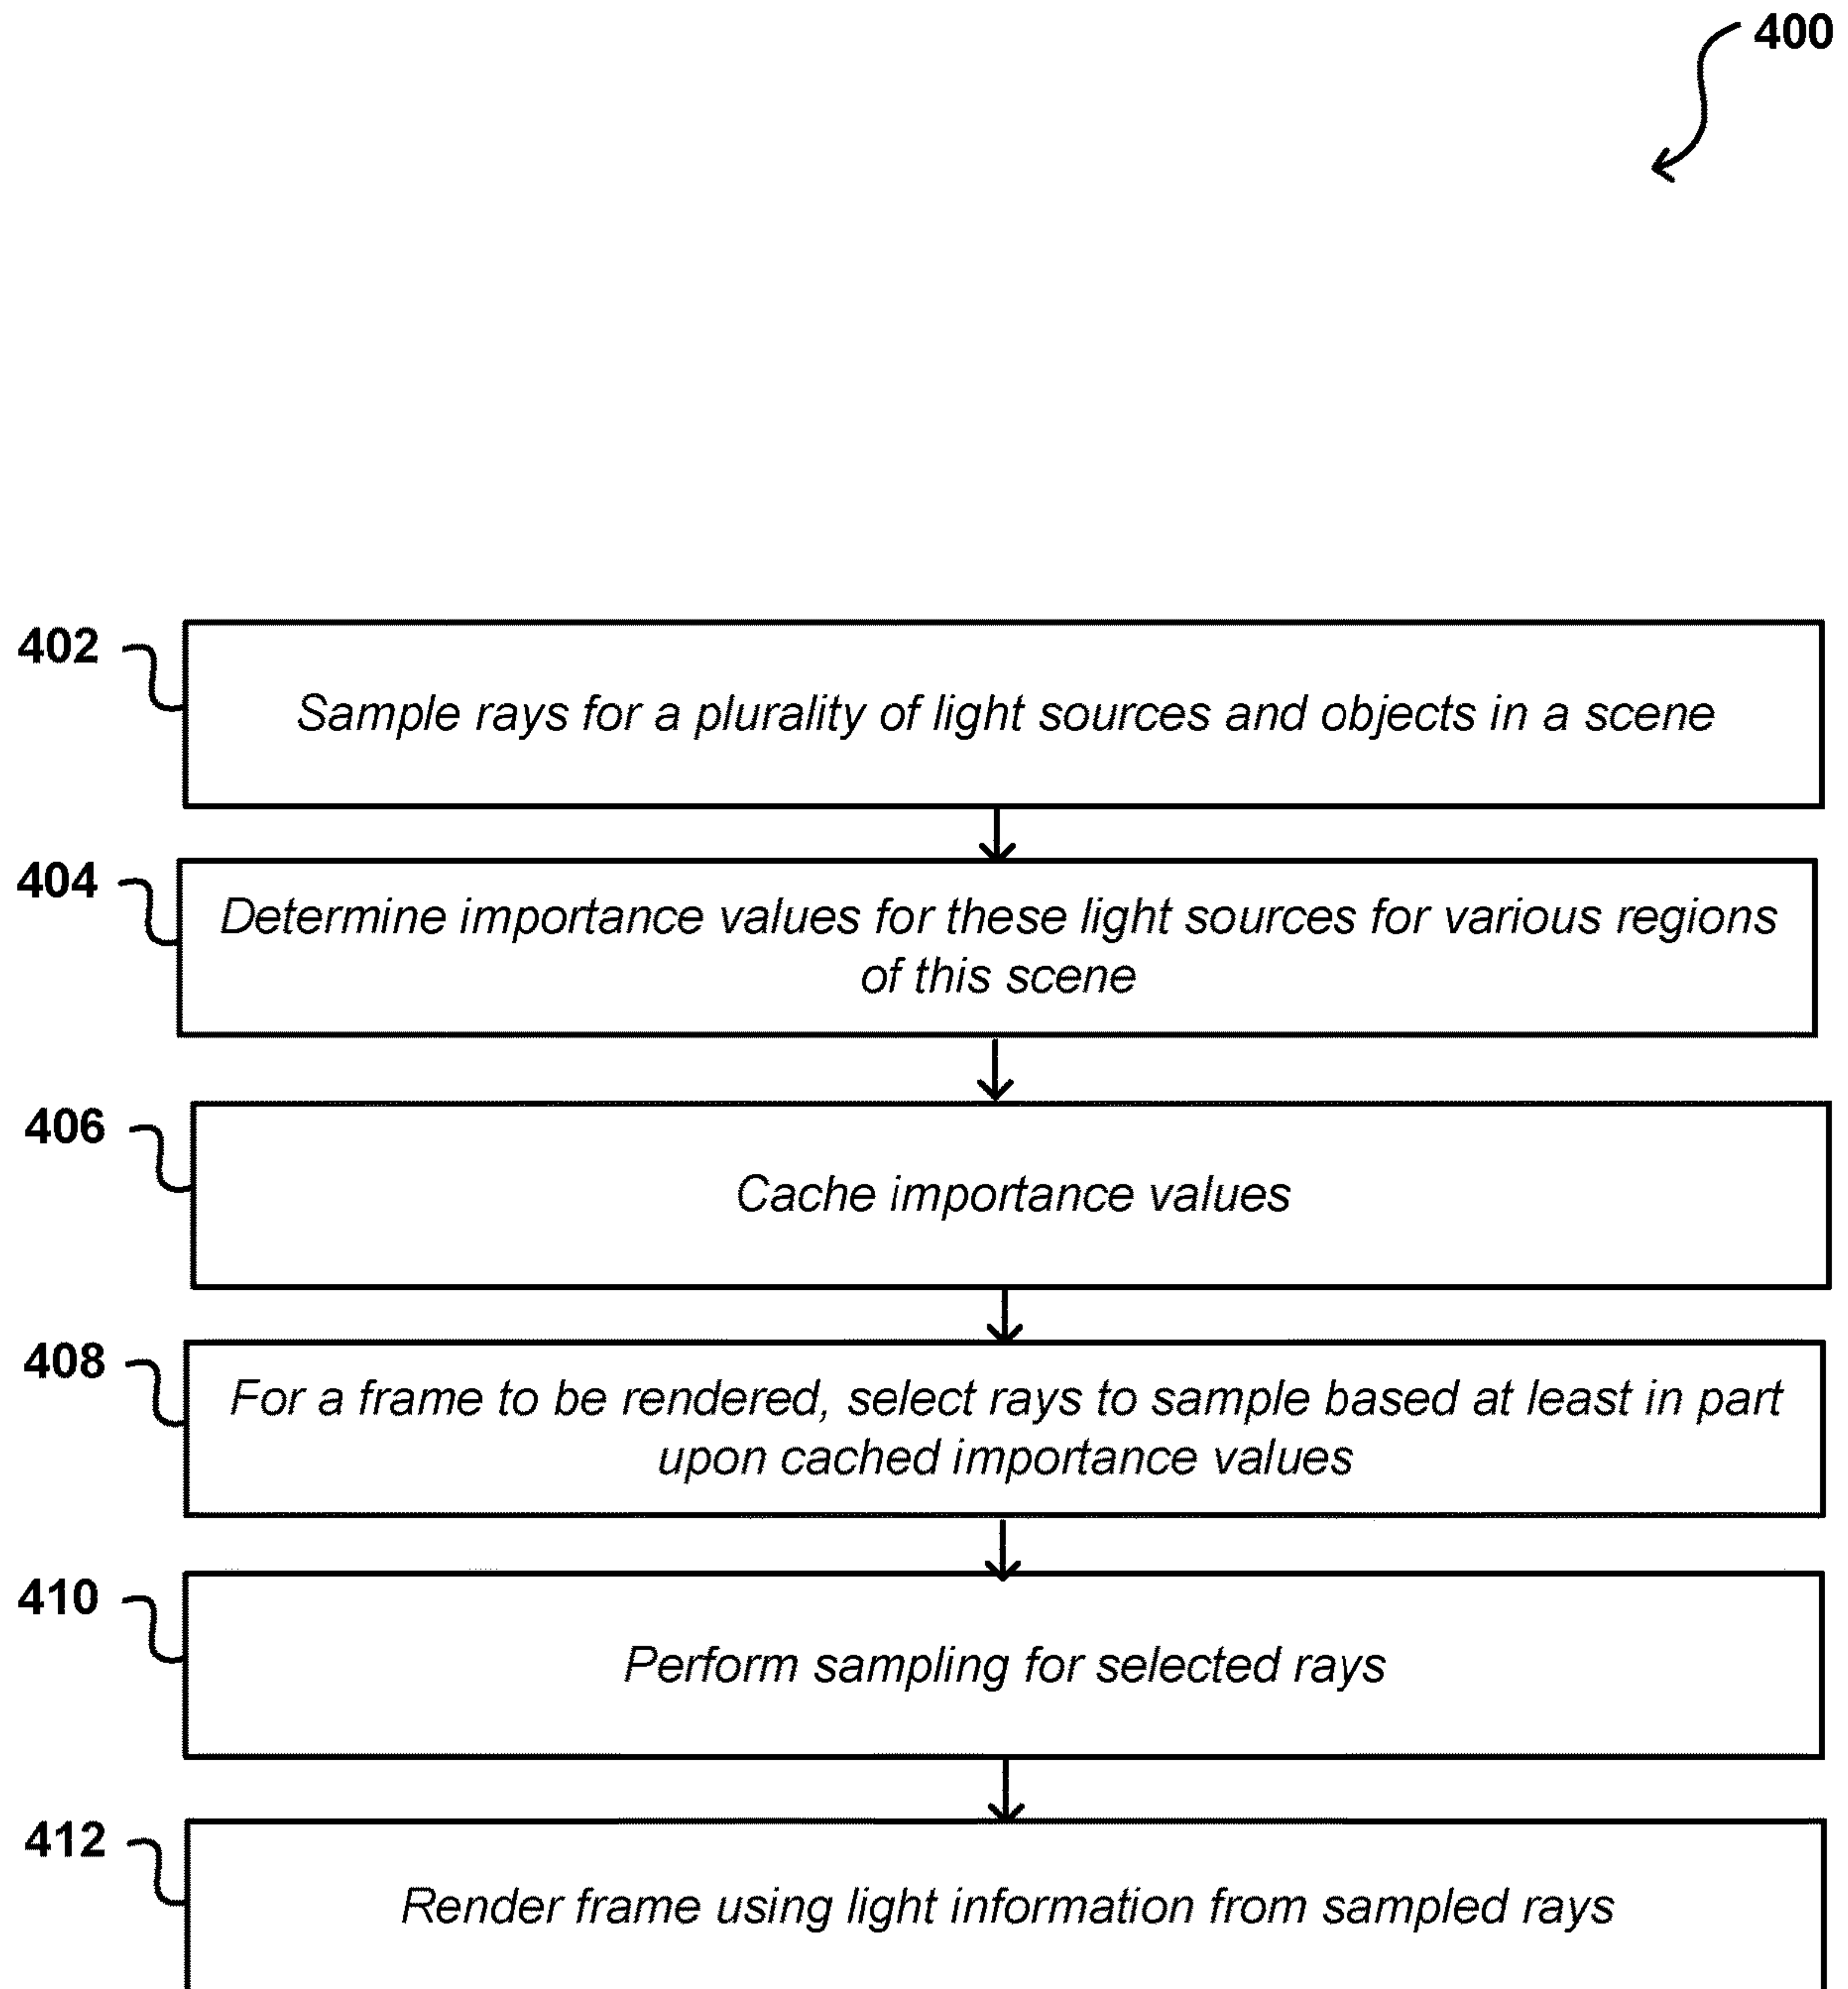 400
402
Sample rays for a plurality of light sources and objects in a scene
404
Determine importance values for these light sources for various regions
of this scene
406
Cache importance values
408
For a frame to be rendered, select rays to sample based at least in part
upon cached importance values
410
Perform sampling for selected rays
412
Render frame using light information from sampled rays